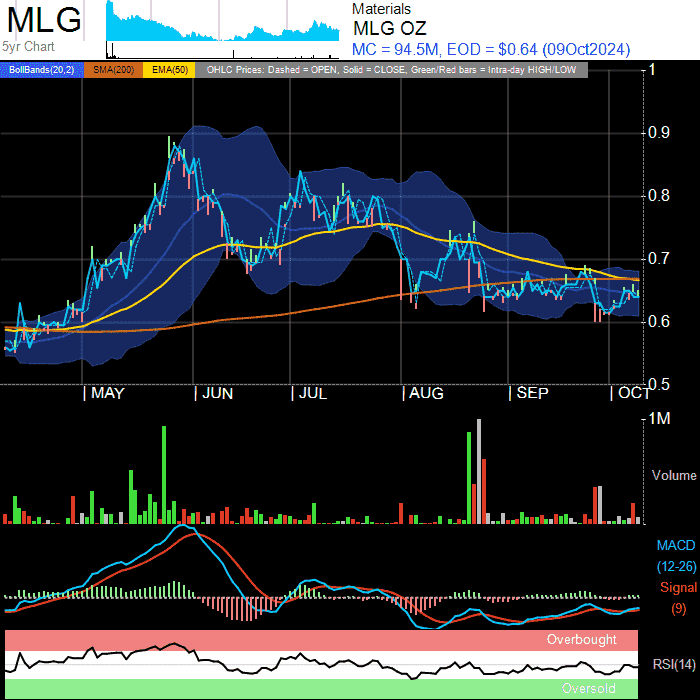 MLG
5yr Chart
Materials
MLG OZ
MC = 94.5M, EOD = $0.64 (09Oct2024)
BollBands(20,2) SMA(200) EMA(50) OHLC Prices: Dashed = OPEN, Solid = CLOSE, Green/Red bars = Intra-day HIGH/LOW
1
0.9
0.8
0.7
0.6
0.5
MAY JUN JUL AUG SEP OCT
1M
Volume
MACD
(12-26)
Signal
(9)
Overbought
RSI(14)
Oversold